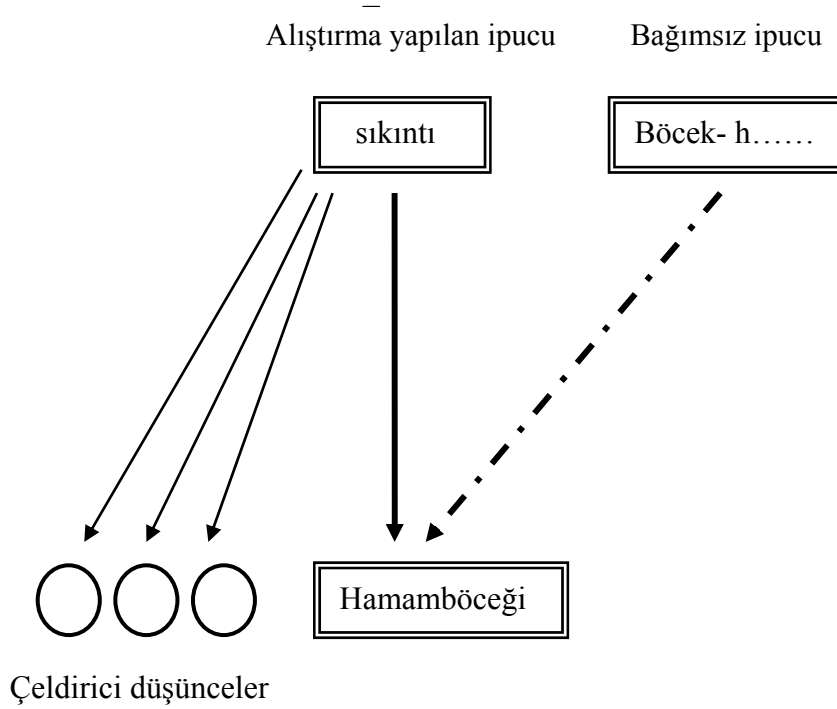 Alıştırma yapılan ipucu
Bağımsız ipucu
sıkıntı
Böcek- h……
Hamamböceği
Çeldirici düşünceler